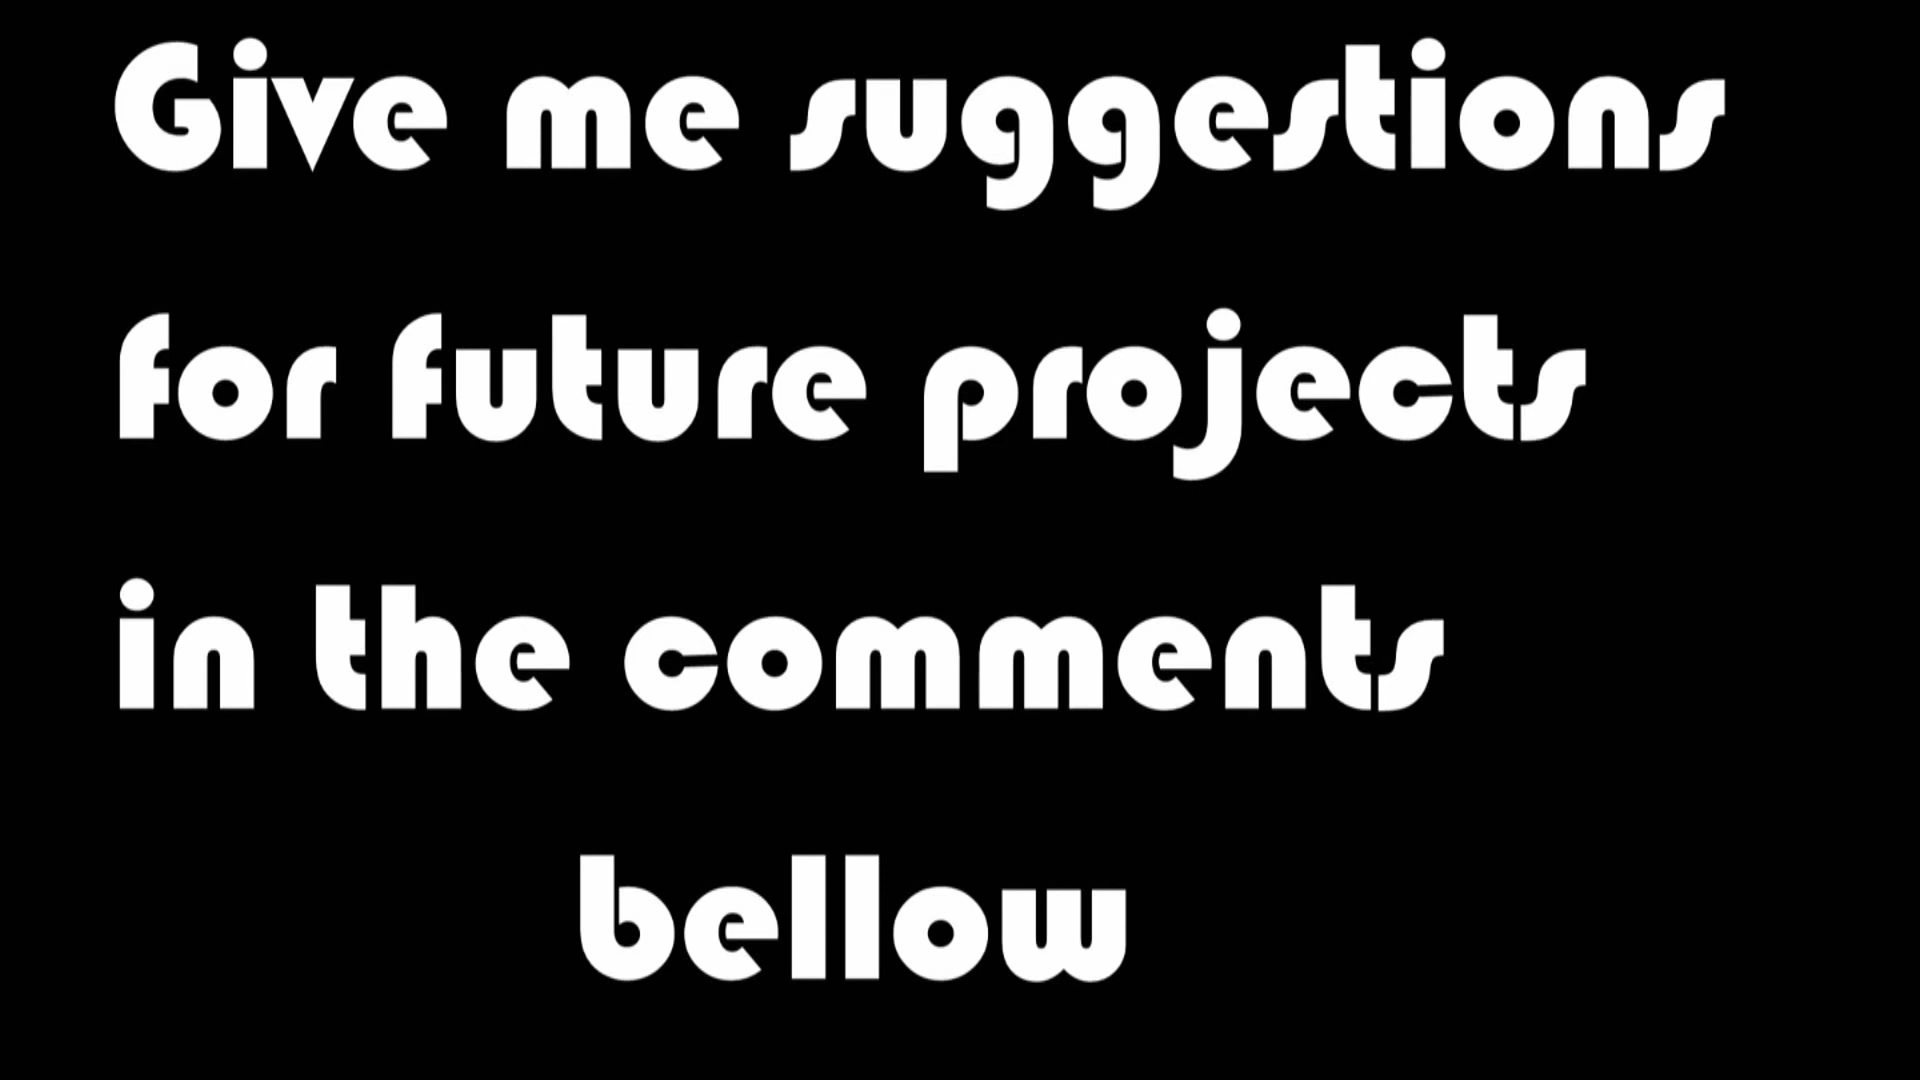 Give me suggestions
for future projects
in the comments
bellow